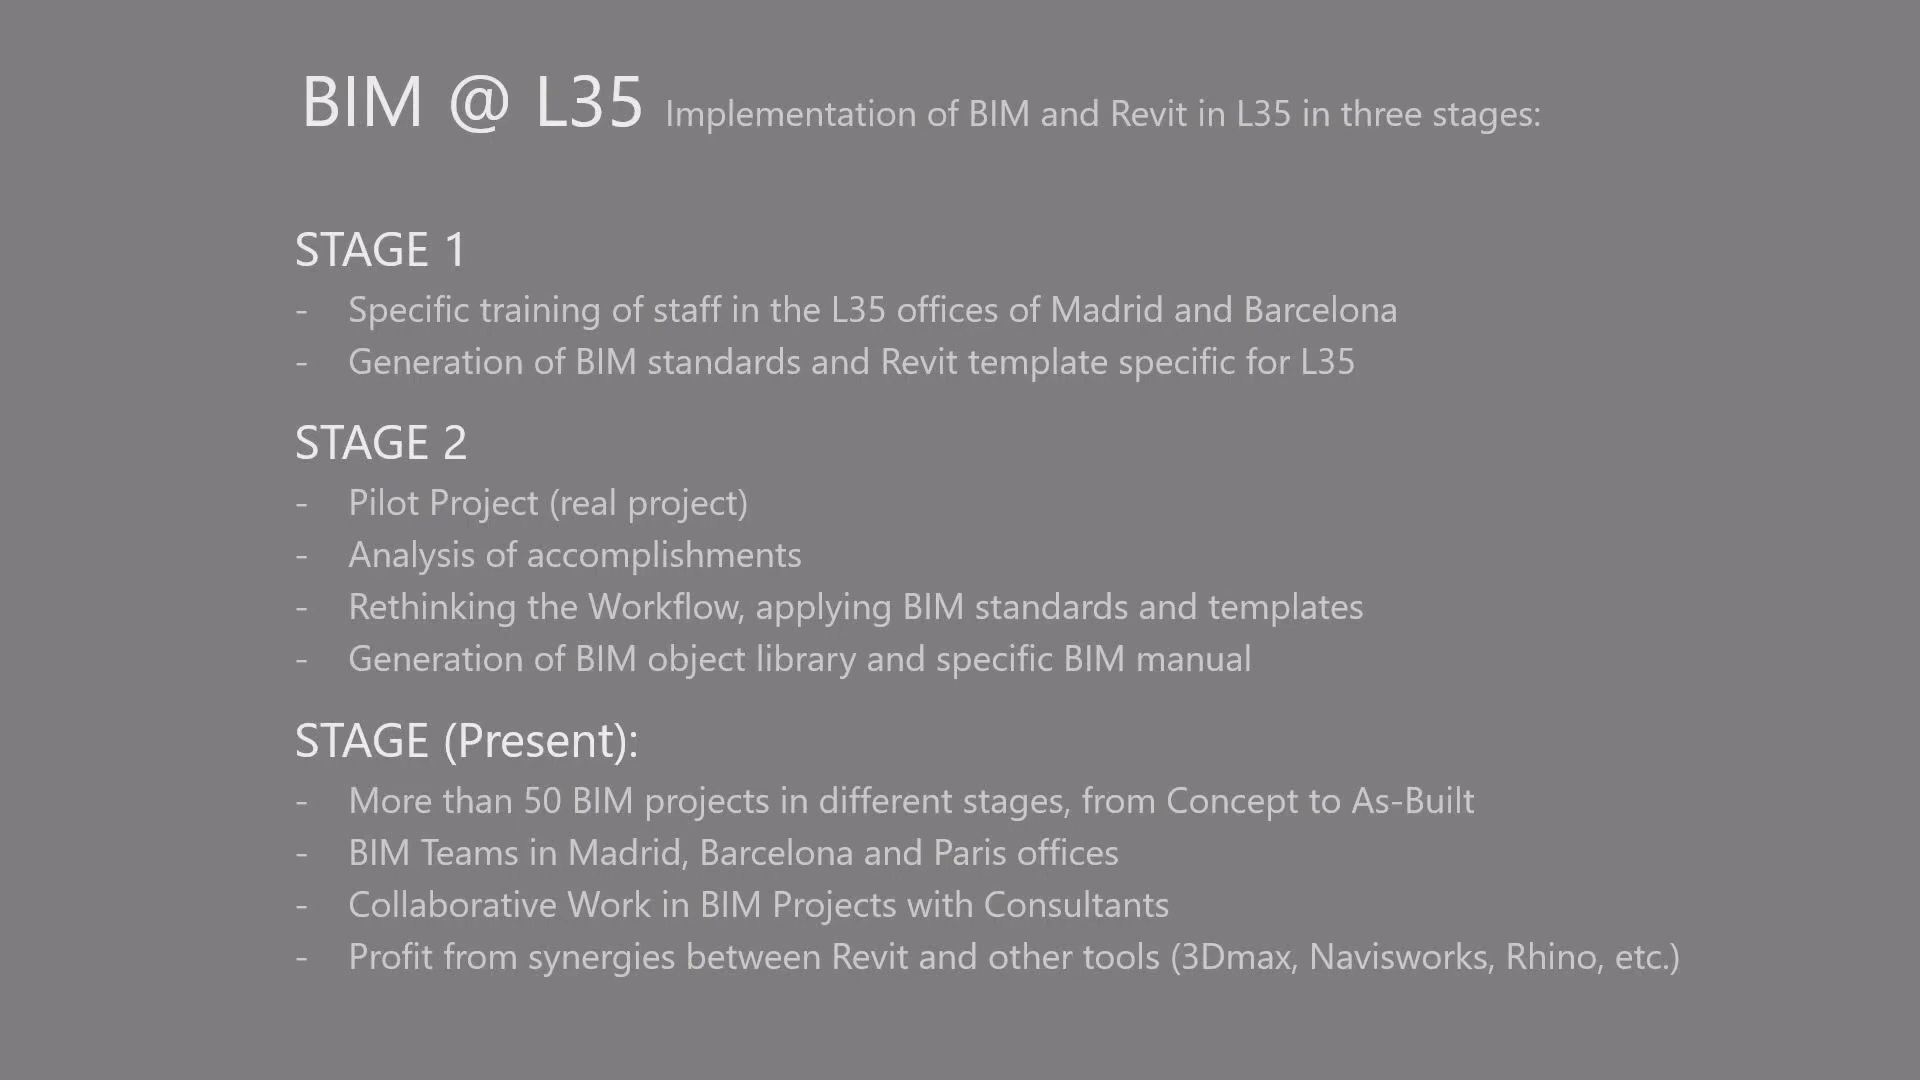 BIM @ L35 Implementation of BIM and Revit in L35 in three stages:
STAGE 1
- Specific training of staff in the L35 offices of Madrid and Barcelona
- Generation of BIM standards and Revit template specific for L35
STAGE 2
- Pilot Project (real project)
- Analysis of accomplishments
- Rethinking the Workflow, applying BIM standards and templates
- Generation of BIM object library and specific BIM manual
STAGE (Present):
- More than 50 BIM projects in different stages, from Concept to As-Built
- BIM Teams in Madrid, Barcelona and Paris offices
- Collaborative Work in BIM Projects with Consultants
- Profit from synergies between Revit and other tools (3Dmax, Navisworks, Rhino, etc.)